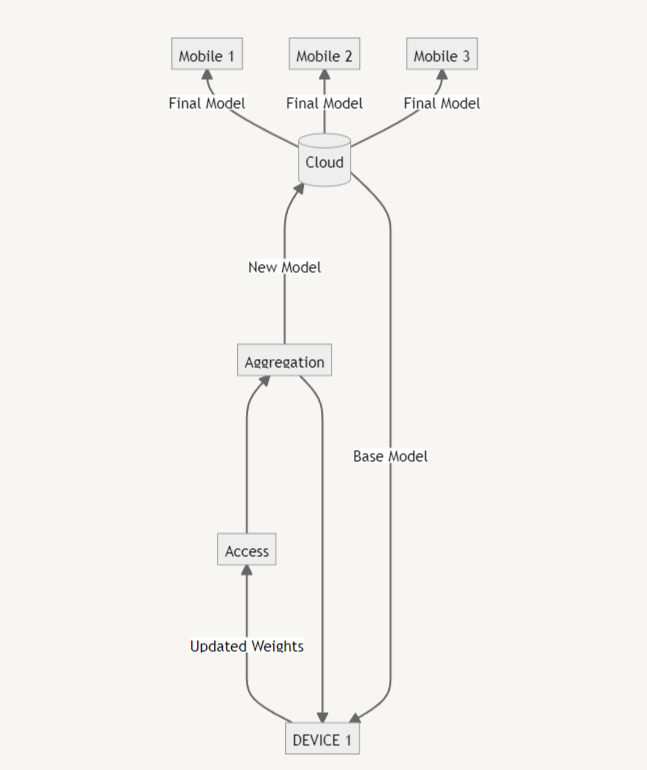 Mobile 1
Mobile 2
Mobile 3
Final Model
Final Model
Final Model
Cloud
New Model
Aggregation
Base Model
Access
Updated Weights
DEVICE 1